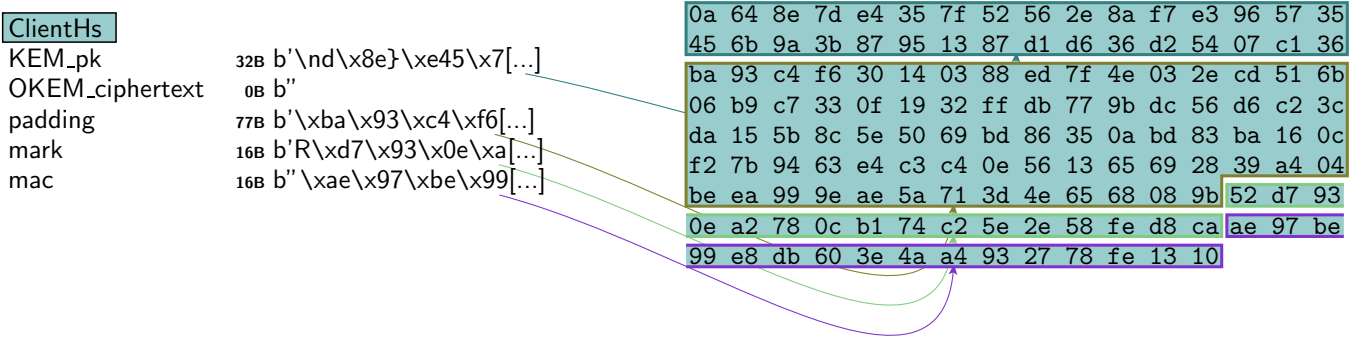 ClientHs
KEM_pk 32B b'\nd\x8e}\xe45\x7[...]
OKEM_ciphertext 0B b''
padding 77B b'\xba\x93\xc4\xf6[...]
mark 16B b'R\xd7\x93\x0e\xa[...]
mac 16B b''\xae\x97\xbe\x99[...]
0a 64 8e 7d e4 35 7f 52 56 2e 8a f7 e3 96 57 35
45 6b 9a 3b 87 95 13 87 d1 d6 36 d2 54 07 c1 36
ba 93 c4 f6 30 14 03 88 ed 7f 4e 03 2e cd 51 6b
06 b9 c7 33 0f 19 32 ff db 77 9b dc 56 d6 c2 3c
da 15 5b 8c 5e 50 69 bd 86 35 0a bd 83 ba 16 0c
f2 7b 94 63 e4 c3 c4 0e 56 13 65 69 28 39 a4 04
be ea 99 9e ae 5a 71 3d 4e 65 68 08 9b 52 d7 93
0e a2 78 0c b1 74 c2 5e 2e 58 fe d8 ca ae 97 be
99 e8 db 60 3e 4a a4 93 27 78 fe 13 10